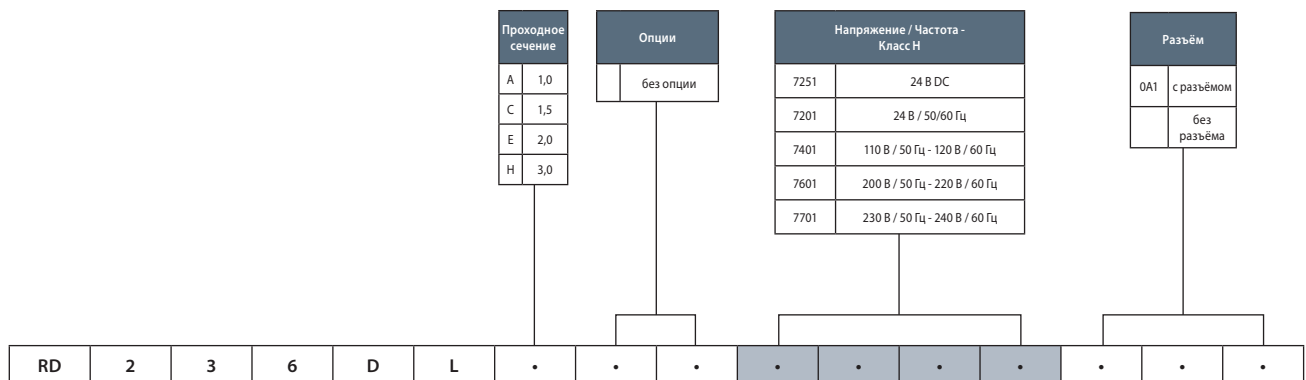 Проходное
сечение
A 1,0
C 1,5
E 2,0
H 3,0
Опции
без опции
Напряжение / Частота -
Класс H
7251 24 В DC
7201 24 В / 50/60 Гц
7401 110 В / 50 Гц - 120 В / 60 Гц
7601 200 В / 50 Гц - 220 В / 60 Гц
7701 230 В / 50 Гц - 240 В / 60 Гц
Разъём
0A1 с разъёмом
без
разъёма
RD 2 3 6 D L • • • • • • • • • •